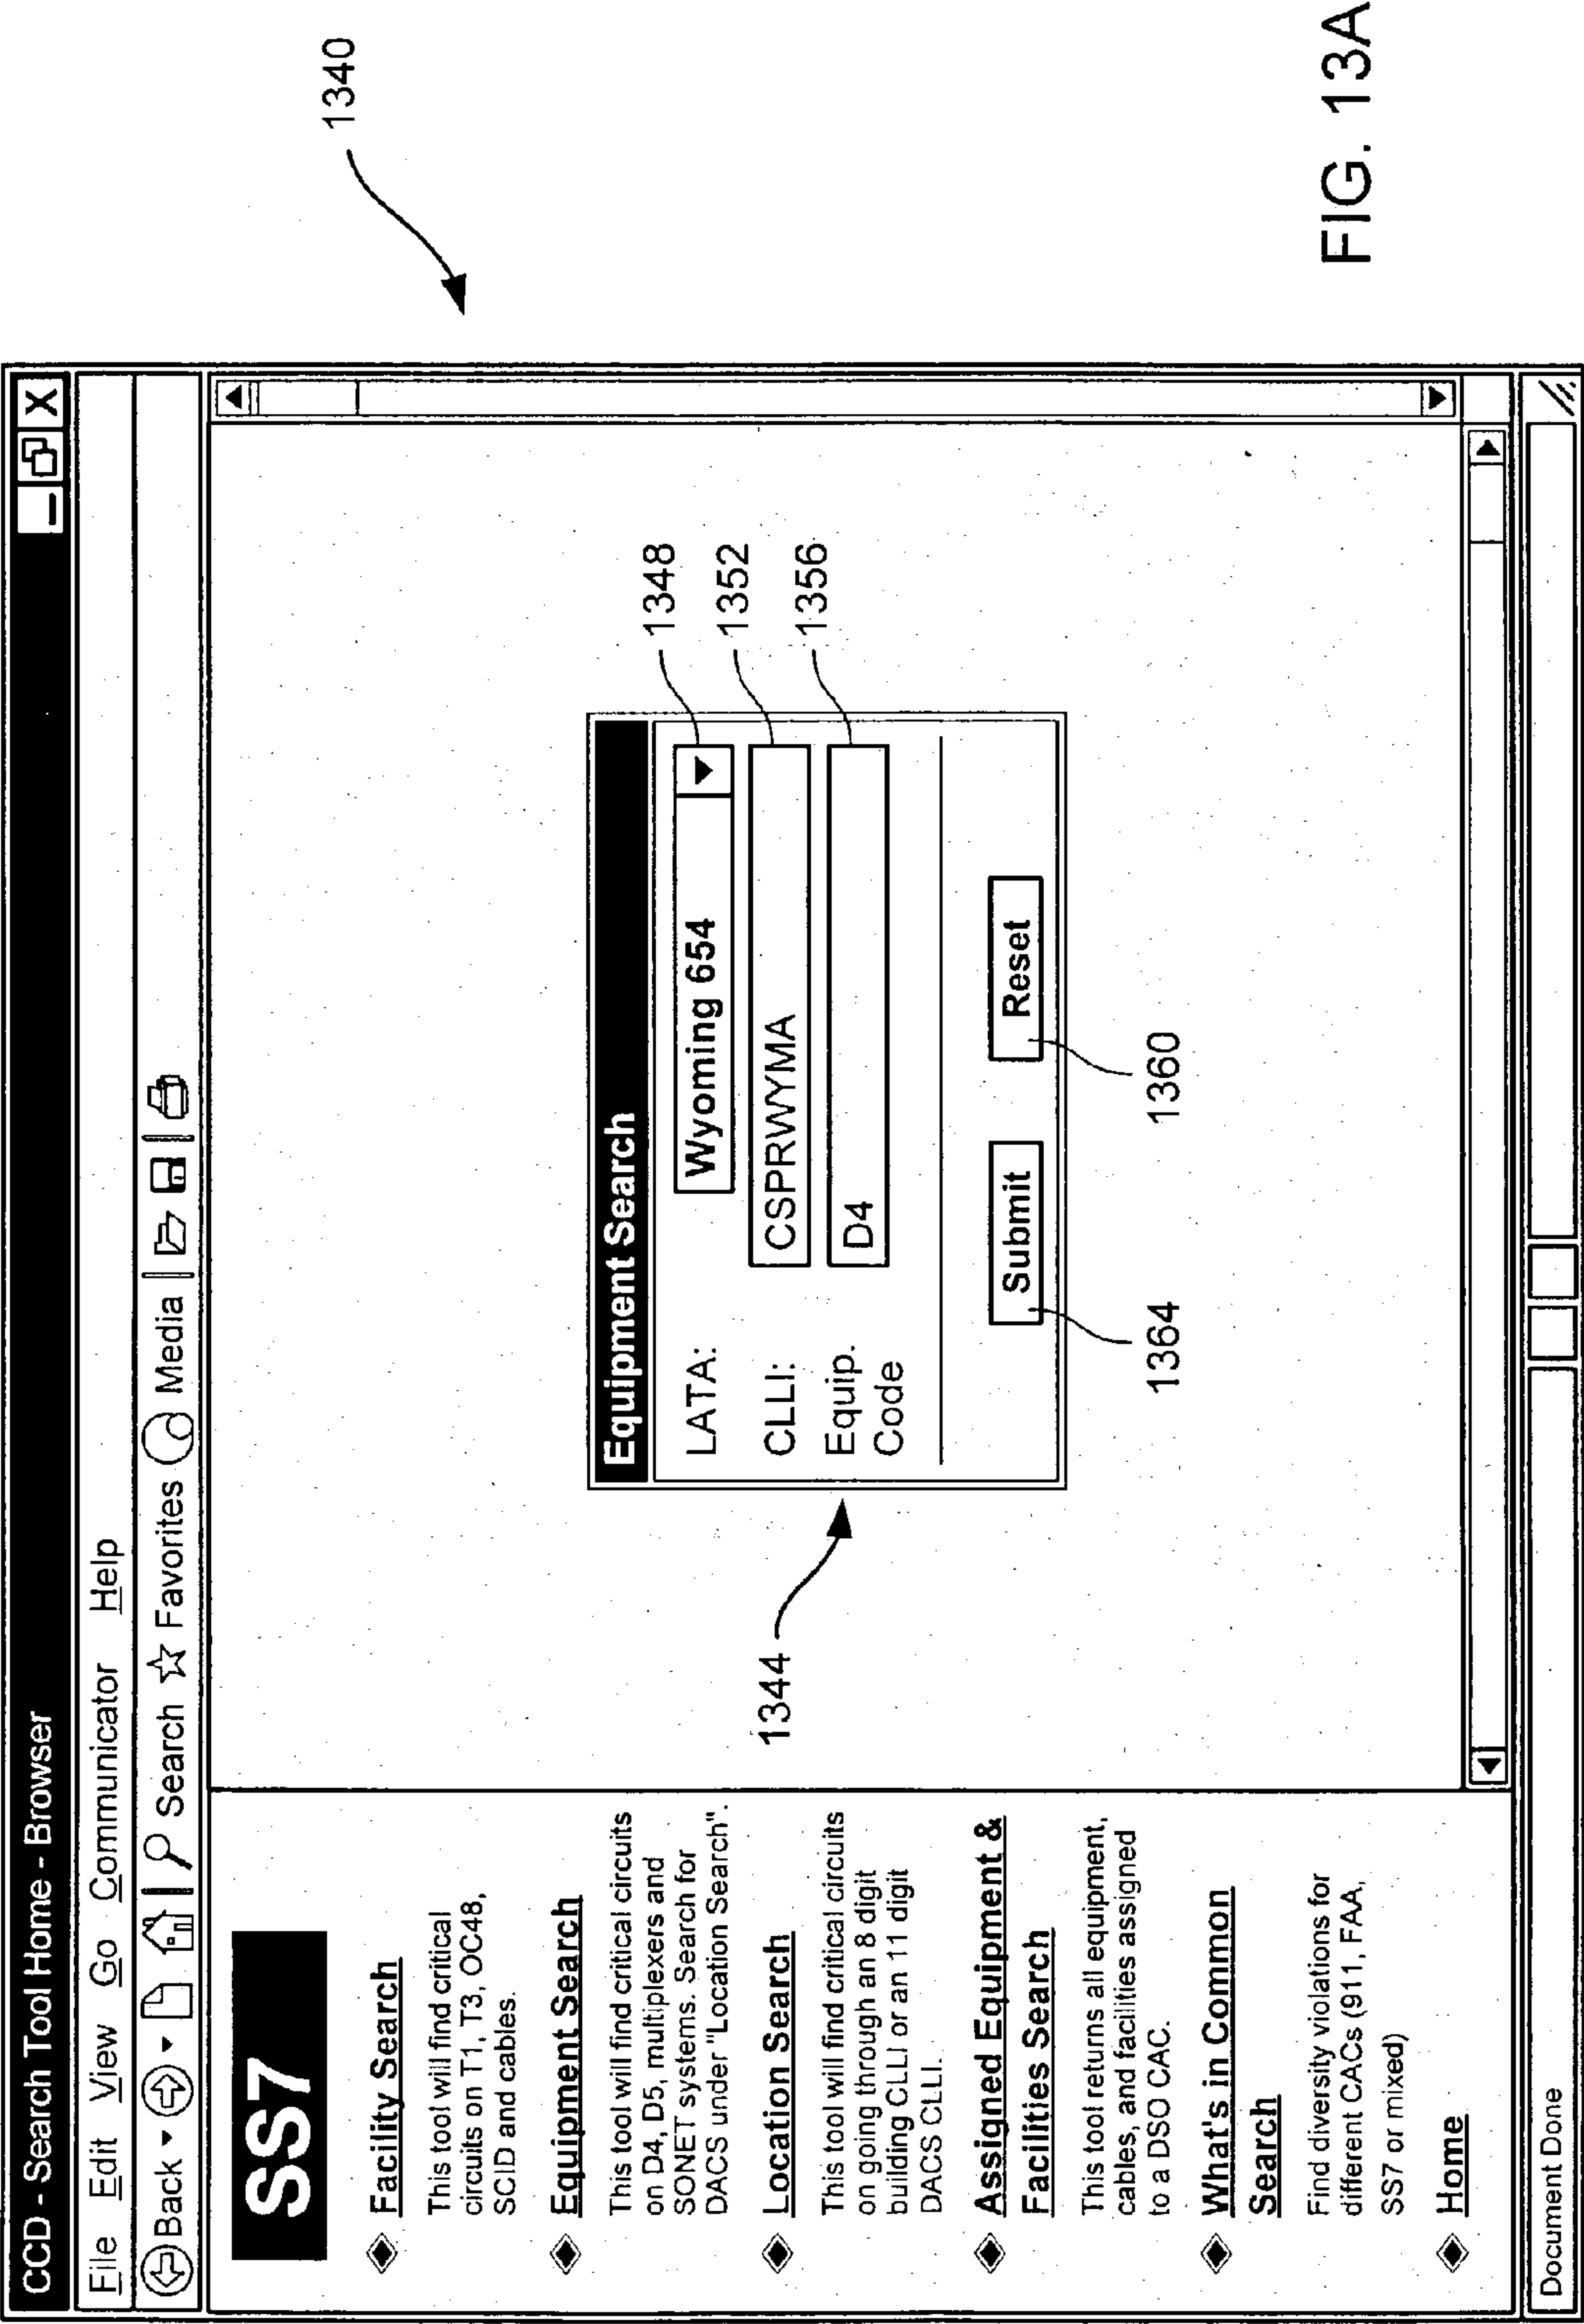 CCD - Search Tool Home - Browser
File Edit View Go Communicator Help
Back Search Favorites Media
SS7
Facility Search
This tool will find critical
circuits on T1, T3, OC48,
SCID and cables.
Equipment Search
This tool will find critical circuits
on D4, D5, multiplexers and
SONET systems. Search for
DACS under "Location Search".
Location Search
This tool will find critical circuits
on going through an 8 digit
building CLLI or an 11 digit
DACS CLLI.
Assigned Equipment &
Facilities Search
This tool returns all equipment,
cables, and facilities assigned
to a DSO CAC.
What's in Common
Search
Find diversity violations for
different CACs (911, FAA,
SS7 or mixed)
Home
1344
Equipment Search
LATA: Wyoming 654
CLLI: CSPRWYMA
Equip. D4
Code
Submit Reset
1348
1352
1356
1364 1360
Document Done
1340
FIG. 13A